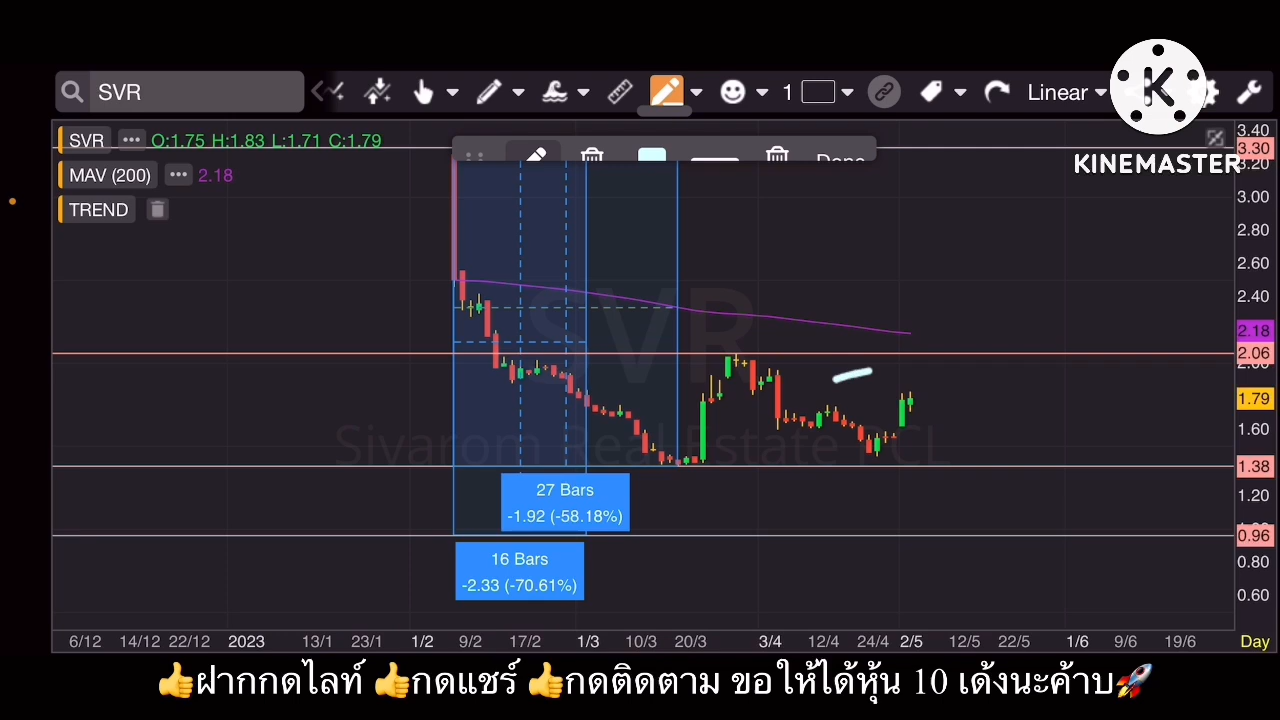 SVR
1
Linear
KINEMASTER
SVR ••• O:1.75 H:1.83 L:1.71 C:1.79
MAV (200) ••• 2.18
TREND
3.40
3.30
3.20
3.00
2.80
2.60
2.40
2.18
2.06
2.00
1.79
1.60
1.38
1.20
0.96
0.80
0.60
SVR
Sivarom Real Estate PCL
27 Bars
-1.92 (-58.18%)
16 Bars
-2.33 (-70.61%)
6/12 14/12 22/12 2023 13/1 23/1 1/2 9/2 17/2 1/3 10/3 20/3 3/4 12/4 24/4 2/5 12/5 22/5 1/6 9/6 19/6 Day
👍ฝากกดไลท์ 👍กดแชร์ 👍กดติดตาม ขอให้ได้หุ้น 10 เด้งนะค้าบ🚀